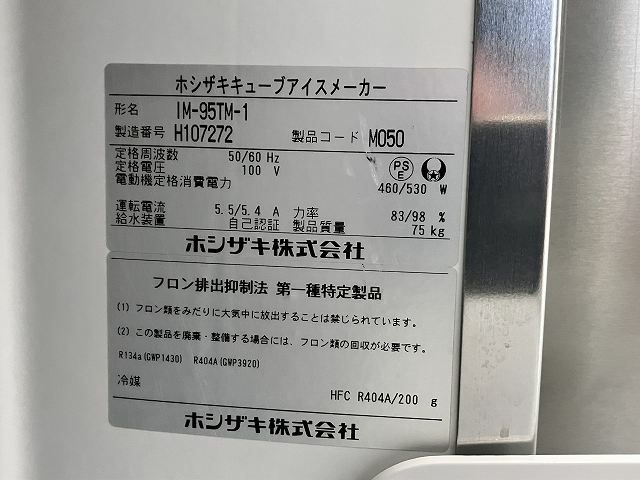 ホシザキキューブアイスメーカー
形名 IM-95TM-1
製造番号 H107272 製品コード M050
定格周波数 50/60 Hz
定格電圧 100 V
PSE
電動機定格消費電力 460/530 W
運転電流 5.5/5.4 A 力率 83/98 %
給水装置 自己認証 製品質量 75 kg
ホシザキ株式会社
フロン排出抑制法 第一種特定製品
(1) フロン類をみだりに大気中に放出することは禁じられています。
(2) この製品を廃棄・整備する場合には、フロン類の回収が必要です。
R134a(GWP1430) R404A(GWP3920)
冷媒 HFC R404A/200 g
ホシザキ株式会社